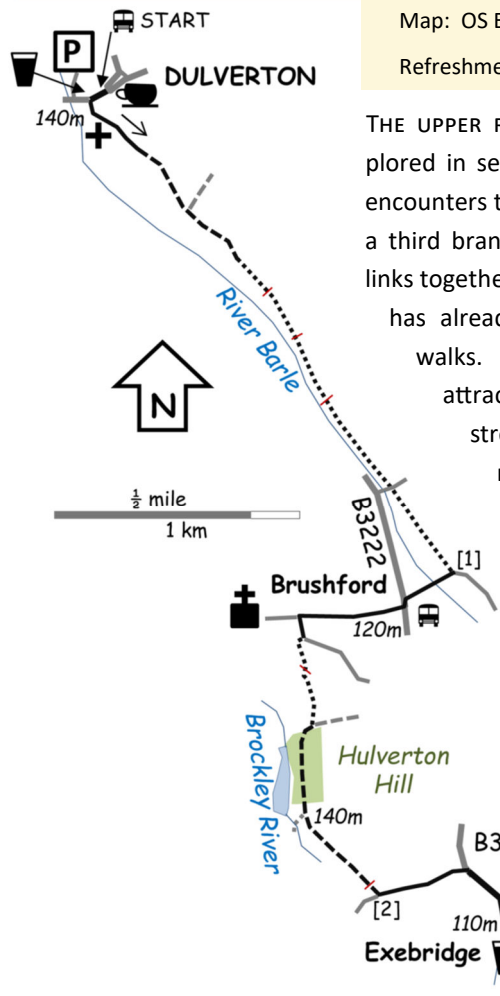 Map: OS E
Refreshme
START
P
DULVERTON
140m
THE UPPER R
plored in se
encounters t
a third bran
links togethe
has alread
walks.
attrac
stre
River Barle
N
½ mile
1 km
B3222
[1]
Brushford
120m
Brockley River
Hulverton
Hill
140m
B3
[2]
110m
Exebridge